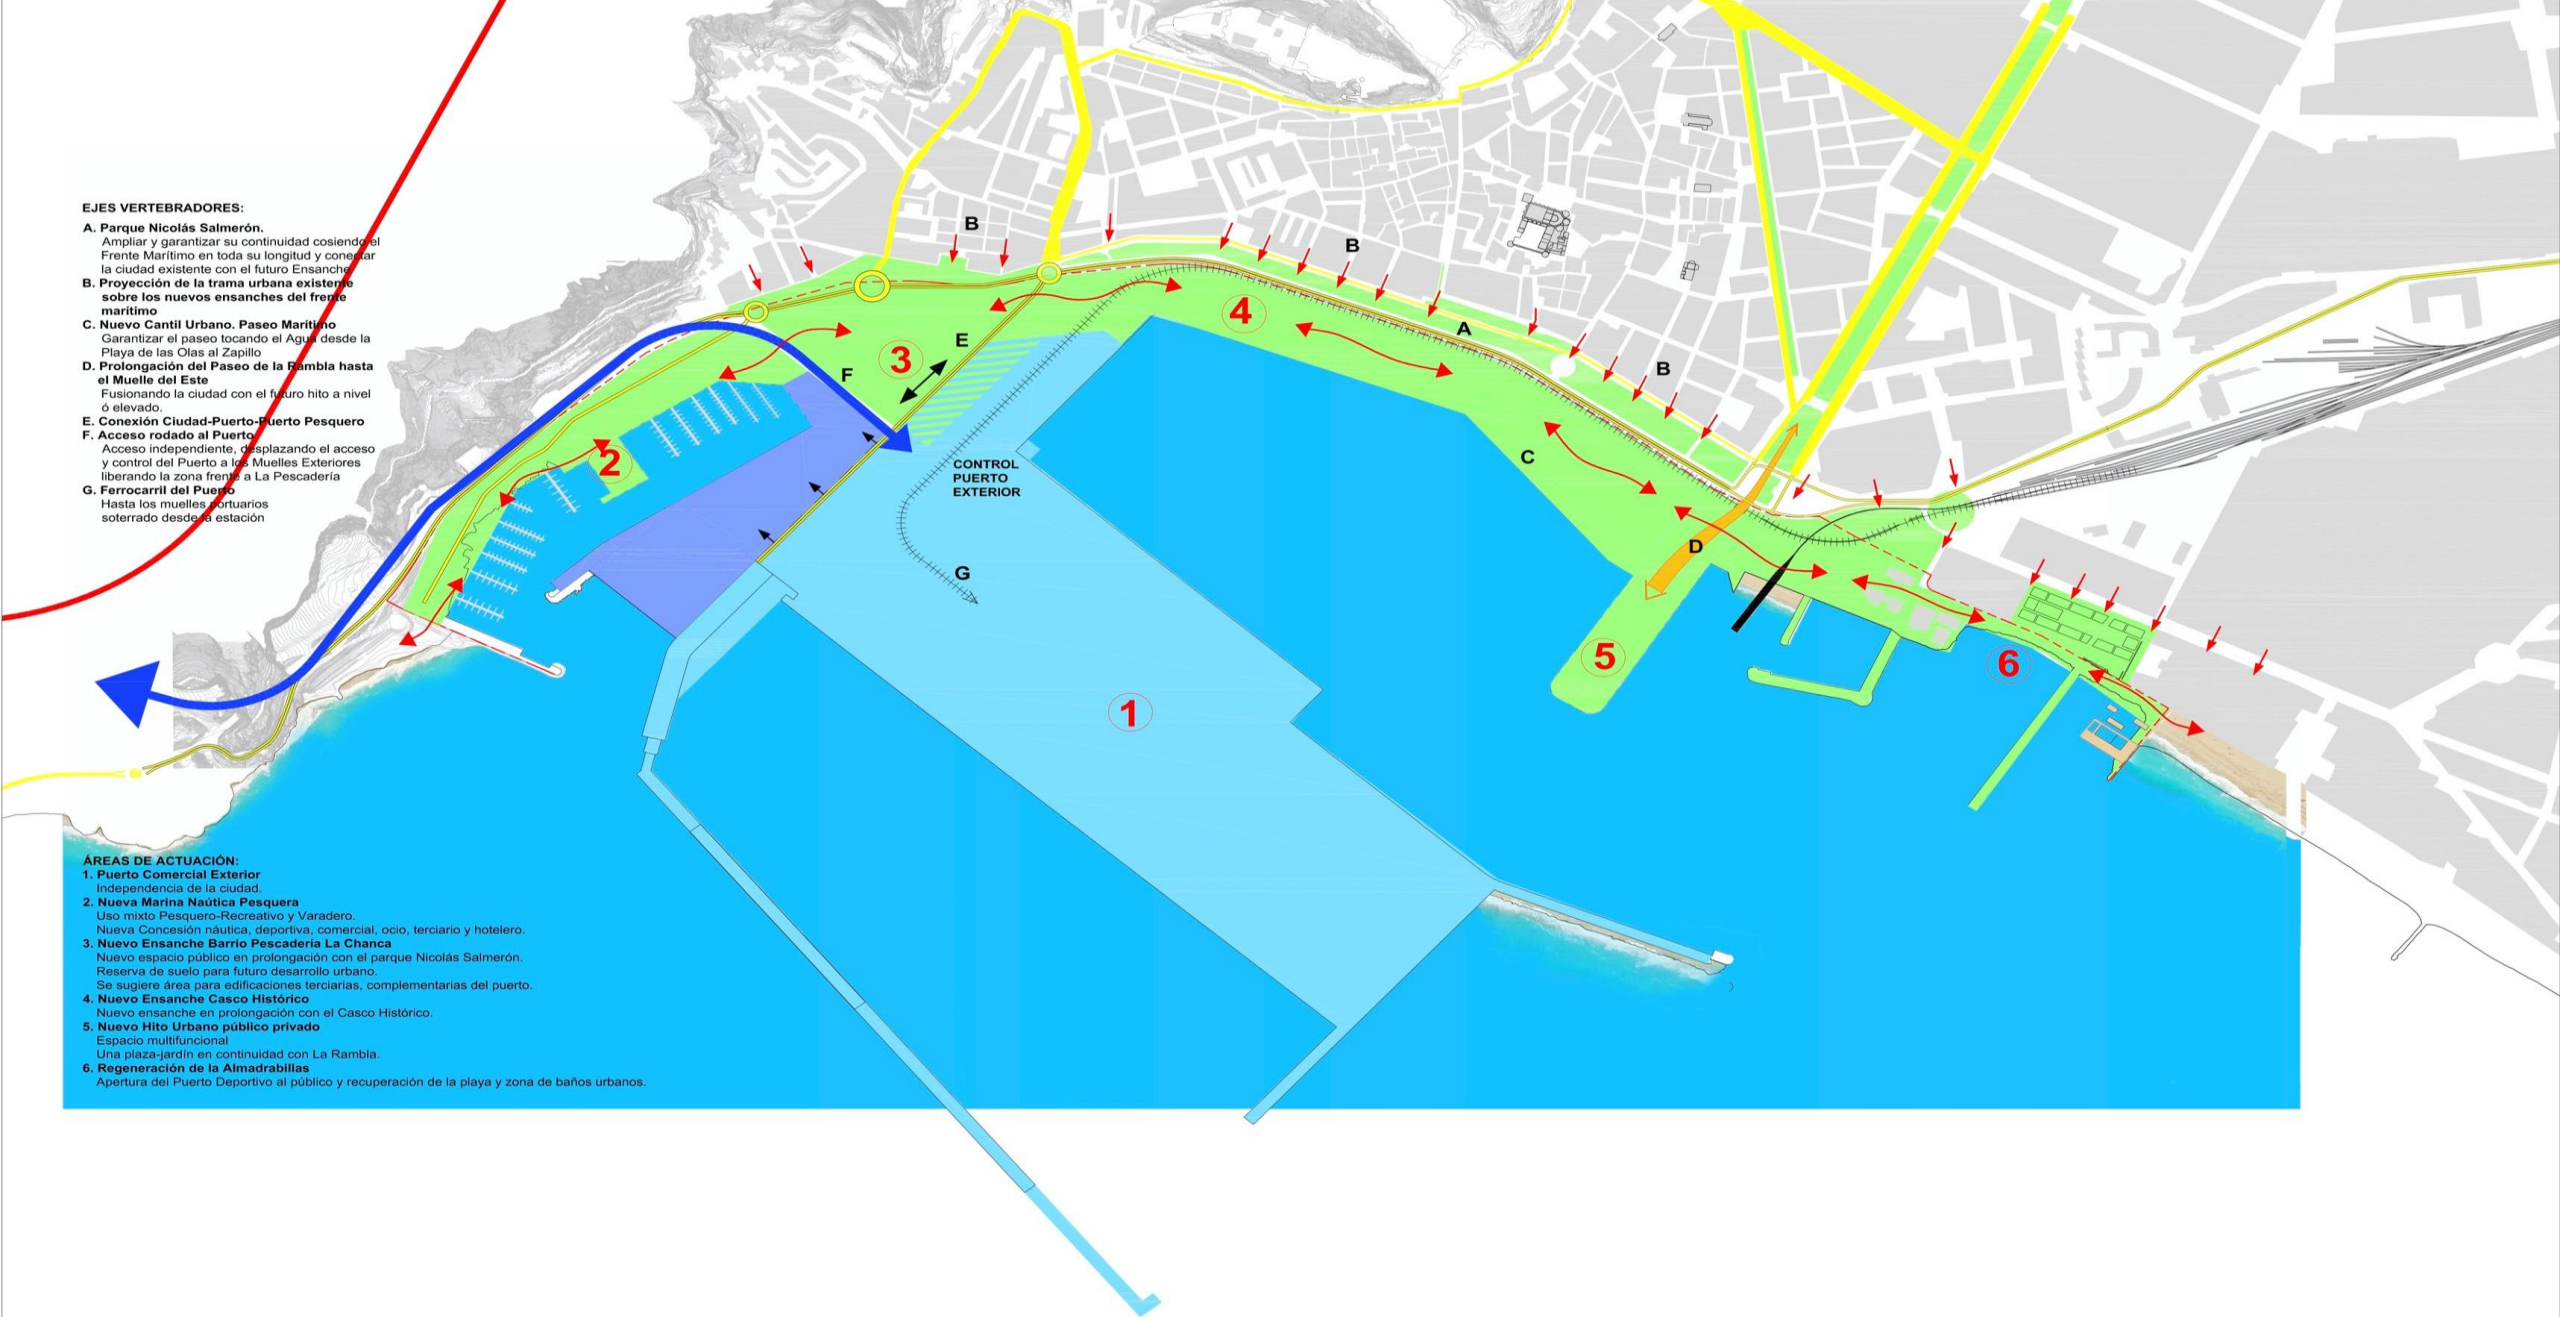 EJES VERTEBRADORES:
A. Parque Nicolás Salmerón.
Ampliar y garantizar su continuidad cosiendo el
Frente Marítimo en toda su longitud y conectar
la ciudad existente con el futuro Ensanche
B. Proyección de la trama urbana existente
sobre los nuevos ensanches del frente
marítimo
C. Nuevo Cantil Urbano. Paseo Marítimo
Garantizar el paseo tocando el Agua desde la
Playa de las Olas al Zapillo
D. Prolongación del Paseo de la Rambla hasta
el Muelle del Este
Fusionando la ciudad con el futuro hito a nivel
ó elevado.
E. Conexión Ciudad-Puerto-Puerto Pesquero
F. Acceso rodado al Puerto
Acceso independiente, desplazando el acceso
y control del Puerto a los Muelles Exteriores
liberando la zona frente a La Pescadería
G. Ferrocarril del Puerto
Hasta los muelles portuarios
soterrado desde la estación
B
B
B
A
E
F
C
D
G
CONTROL
PUERTO
EXTERIOR
1
2
3
4
5
6
ÁREAS DE ACTUACIÓN:
1. Puerto Comercial Exterior
Independencia de la ciudad.
2. Nueva Marina Naútica Pesquera
Uso mixto Pesquero-Recreativo y Varadero.
Nueva Concesión náutica, deportiva, comercial, ocio, terciario y hotelero.
3. Nuevo Ensanche Barrio Pescadería La Chanca
Nuevo espacio público en prolongación con el parque Nicolás Salmerón.
Reserva de suelo para futuro desarrollo urbano.
Se sugiere área para edificaciones terciarias, complementarias del puerto.
4. Nuevo Ensanche Casco Histórico
Nuevo ensanche en prolongación con el Casco Histórico.
5. Nuevo Hito Urbano público privado
Espacio multifuncional
Una plaza-jardín en continuidad con La Rambla.
6. Regeneración de la Almadrabillas
Apertura del Puerto Deportivo al público y recuperación de la playa y zona de baños urbanos.